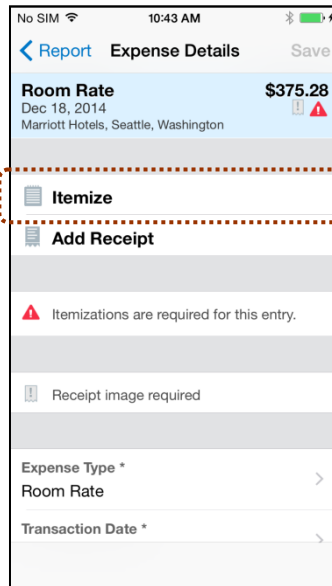 No SIM 10:43 AM
Report Expense Details Save
Room Rate $375.28
Dec 18, 2014
Marriott Hotels, Seattle, Washington
Itemize
Add Receipt
Itemizations are required for this entry.
Receipt image required
Expense Type *
Room Rate
Transaction Date *